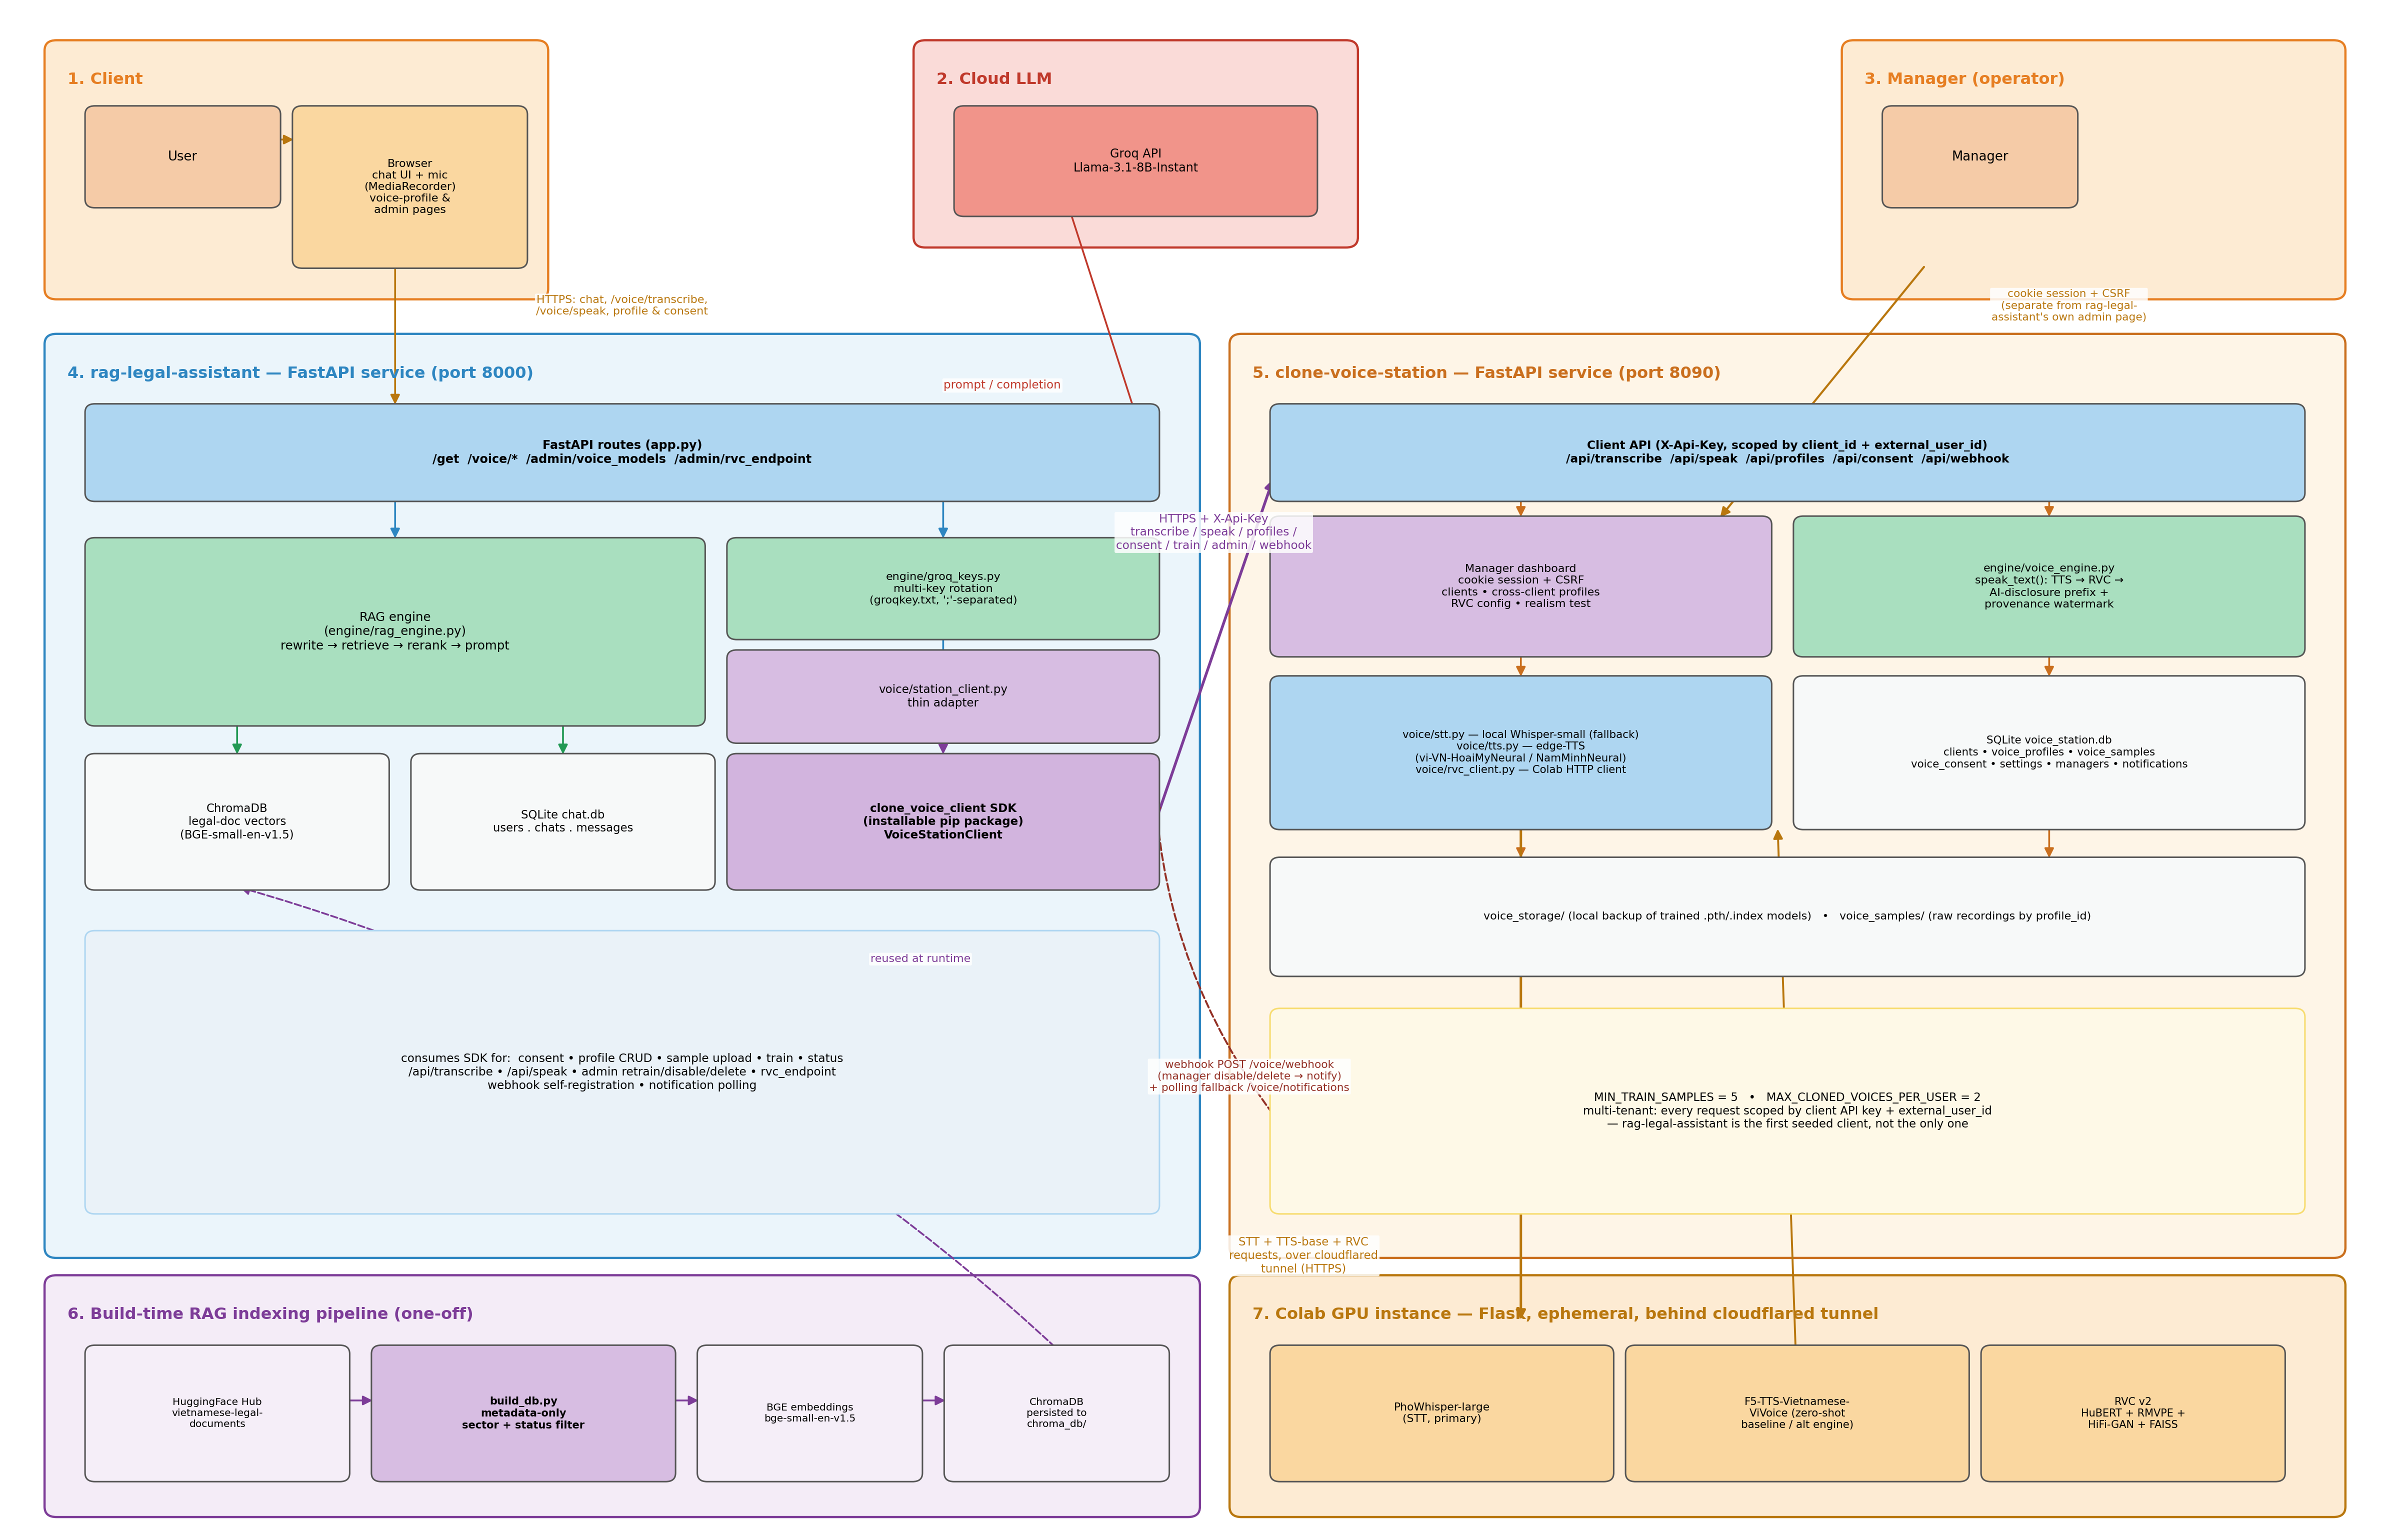 1. Client
User
Browser
chat UI + mic
(MediaRecorder)
voice-profile &
admin pages
2. Cloud LLM
Groq API
Llama-3.1-8B-Instant
3. Manager (operator)
Manager
HTTPS: chat, /voice/transcribe,
/voice/speak, profile & consent
cookie session + CSRF
(separate from rag-legal-
assistant's own admin page)
4. rag-legal-assistant — FastAPI service (port 8000)
prompt / completion
FastAPI routes (app.py)
/get  /voice/*  /admin/voice_models  /admin/rvc_endpoint
RAG engine
(engine/rag_engine.py)
rewrite → retrieve → rerank → prompt
engine/groq_keys.py
multi-key rotation
(groqkey.txt, ';'-separated)
voice/station_client.py
thin adapter
ChromaDB
legal-doc vectors
(BGE-small-en-v1.5)
SQLite chat.db
users . chats . messages
clone_voice_client SDK
(installable pip package)
VoiceStationClient
reused at runtime
consumes SDK for:  consent • profile CRUD • sample upload • train • status
/api/transcribe • /api/speak • admin retrain/disable/delete • rvc_endpoint
webhook self-registration • notification polling
HTTPS + X-Api-Key
transcribe / speak / profiles /
consent / train / admin / webhook
webhook POST /voice/webhook
(manager disable/delete → notify)
+ polling fallback /voice/notifications
5. clone-voice-station — FastAPI service (port 8090)
Client API (X-Api-Key, scoped by client_id + external_user_id)
/api/transcribe  /api/speak  /api/profiles  /api/consent  /api/webhook
Manager dashboard
cookie session + CSRF
clients • cross-client profiles
RVC config • realism test
engine/voice_engine.py
speak_text(): TTS → RVC →
AI-disclosure prefix +
provenance watermark
voice/stt.py — local Whisper-small (fallback)
voice/tts.py — edge-TTS
(vi-VN-HoaiMyNeural / NamMinhNeural)
voice/rvc_client.py — Colab HTTP client
SQLite voice_station.db
clients • voice_profiles • voice_samples
voice_consent • settings • managers • notifications
voice_storage/ (local backup of trained .pth/.index models)   •   voice_samples/ (raw recordings by profile_id)
MIN_TRAIN_SAMPLES = 5   •   MAX_CLONED_VOICES_PER_USER = 2
multi-tenant: every request scoped by client API key + external_user_id
— rag-legal-assistant is the first seeded client, not the only one
STT + TTS-base + RVC
requests, over cloudflared
tunnel (HTTPS)
6. Build-time RAG indexing pipeline (one-off)
HuggingFace Hub
vietnamese-legal-
documents
build_db.py
metadata-only
sector + status filter
BGE embeddings
bge-small-en-v1.5
ChromaDB
persisted to
chroma_db/
7. Colab GPU instance — Flask, ephemeral, behind cloudflared tunnel
PhoWhisper-large
(STT, primary)
F5-TTS-Vietnamese-
ViVoice (zero-shot
baseline / alt engine)
RVC v2
HuBERT + RMVPE +
HiFi-GAN + FAISS